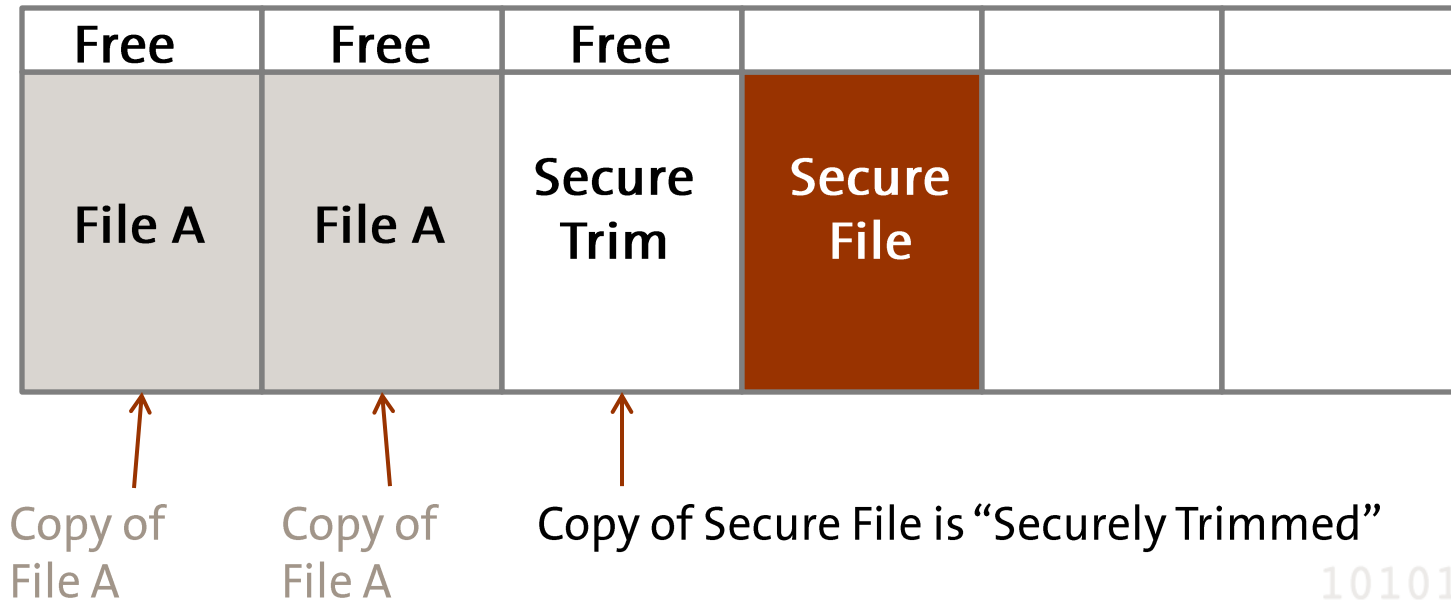 Free Free Free
File A File A Secure Trim Secure File
Copy of File A
Copy of File A
Copy of Secure File is “Securely Trimmed”
10101